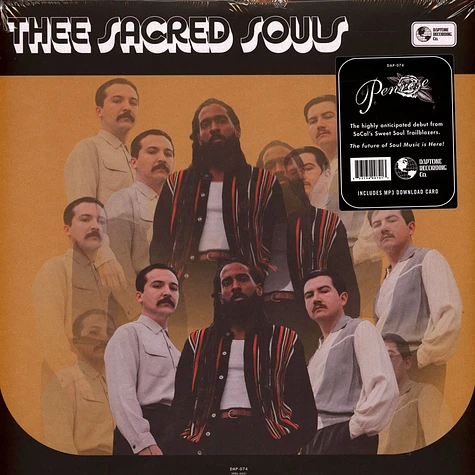 THEE SACRED SOULS
DAPTONE
RECORDING
Co.
DAP-074
Penrose
The highly anticipated debut from
SoCal's Sweet Soul Trailblazers.
The future of Soul Music is Here!
DAPTONE
RECORDING
Co.
INCLUDES MP3 DOWNLOAD CARD
DAP-074